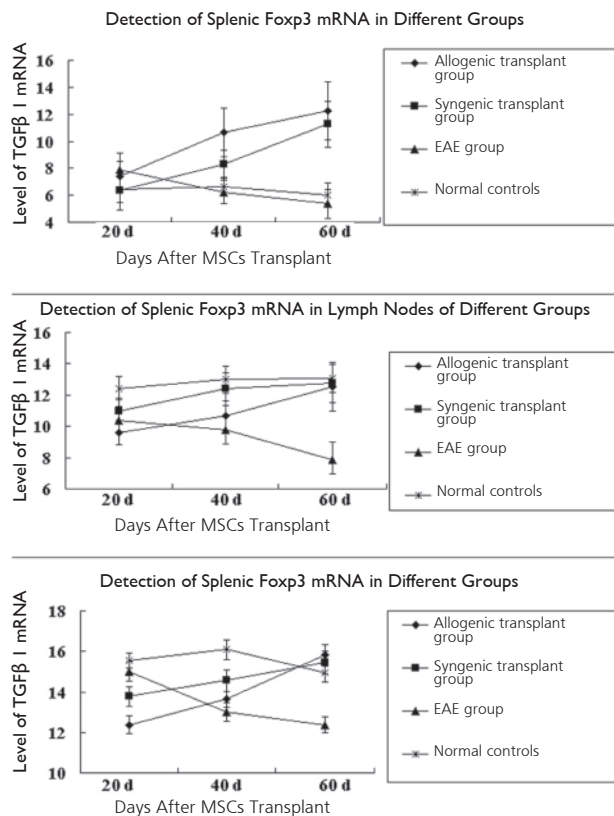 Detection of Splenic Foxp3 mRNA in Different Groups
Level of TGFβ 1 mRNA
16
14
12
10
8
6
4
20 d 40 d 60 d
Days After MSCs Transplant
Allogenic transplant
group
Syngenic transplant
group
EAE group
Normal controls
Detection of Splenic Foxp3 mRNA in Lymph Nodes of Different Groups
Level of TGFβ 1 mRNA
16
14
12
10
8
6
20 d 40 d 60 d
Days After MSCs Transplant
Allogenic transplant
group
Syngenic transplant
group
EAE group
Normal controls
Detection of Splenic Foxp3 mRNA in Different Groups
Level of TGFβ 1 mRNA
18
16
14
12
10
20 d 40 d 60 d
Days After MSCs Transplant
Allogenic transplant
group
Syngenic transplant
group
EAE group
Normal controls